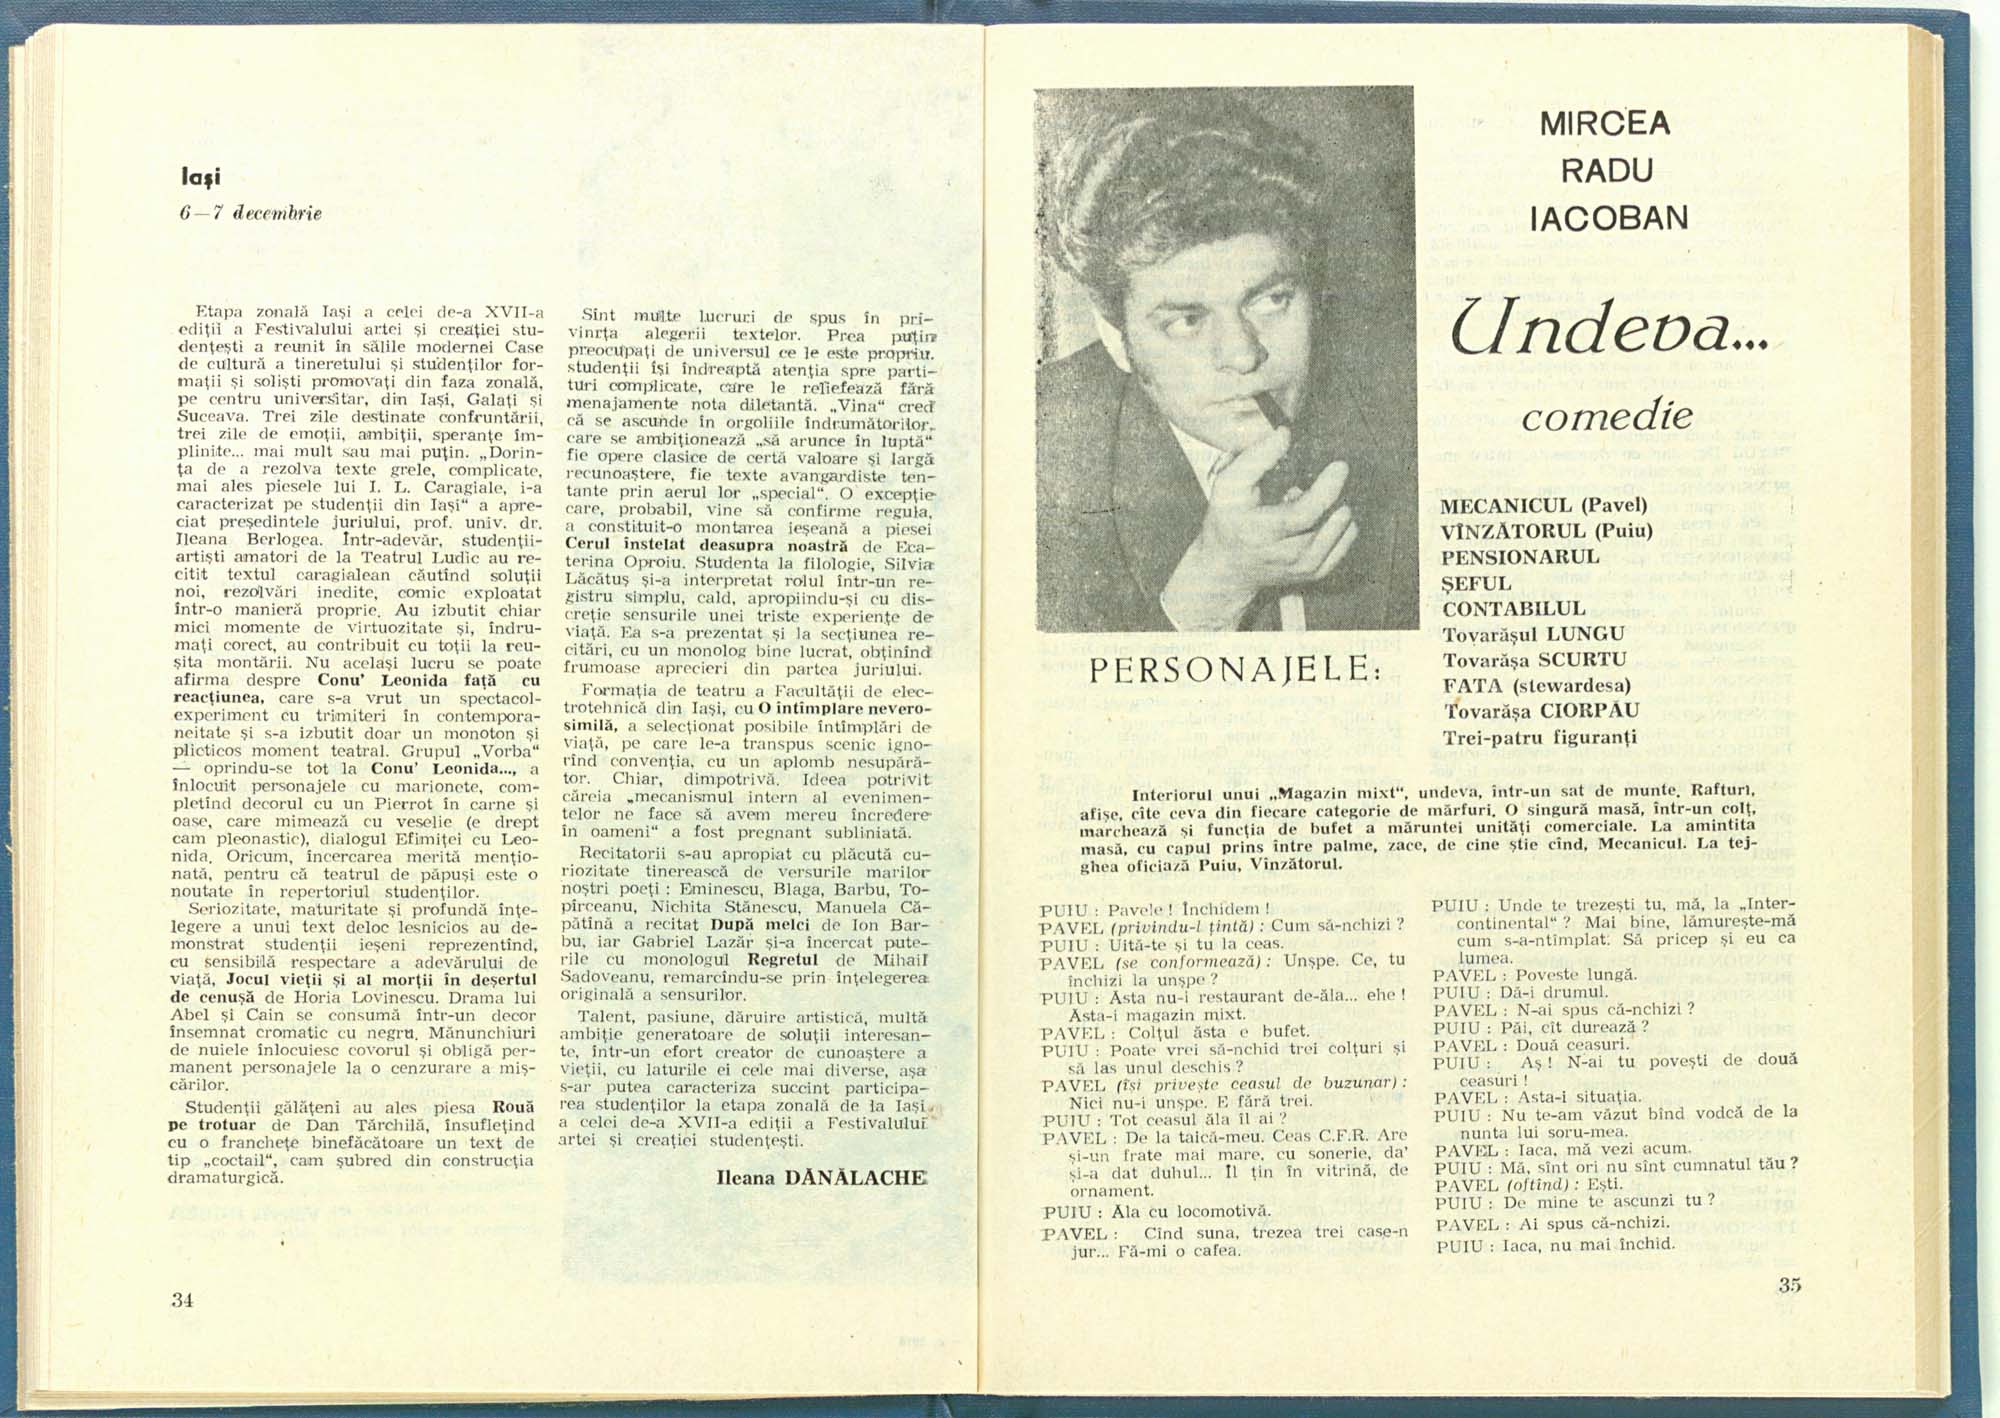 Iaşi
6—7 decembrie
Etapa zonală Iaşi a celei de-a XVII-a
ediţii a Festivalului artei şi creaţiei stu-
denţeşti a reunit în sălile modernei Case
de cultură a tineretului şi studenţilor for-
maţii şi solişti promovaţi din faza zonală,
pe centru universitar, din Iaşi, Galaţi şi
Suceava. Trei zile destinate confruntării,
trei zile de emoţii, ambiţii, speranţe îm-
plinite... mai mult sau mai puţin. „Dorin-
ţa de a rezolva texte grele, complicate,
mai ales piesele lui I. L. Caragiale, i-a
caracterizat pe studenţii din Iaşi“ a apre-
ciat preşedintele juriului, prof. univ. dr.
Ileana Berlogea. Într-adevăr, studenţii-
artişti amatori de la Teatrul Ludic au re-
citit textul caragialean căutînd soluţii
noi, rezolvări inedite, comic exploatat
într-o manieră proprie. Au izbutit chiar
mici momente de virtuozitate şi, îndru-
maţi corect, au contribuit cu toţii la reu-
şita montării. Nu acelaşi lucru se poate
afirma despre Conu’ Leonida faţă cu
reacţiunea, care s-a vrut un spectacol-
experiment cu trimiteri în contempora-
neitate şi s-a izbutit doar un monoton şi
plicticos moment teatral. Grupul „Vorba“
— oprindu-se tot la Conu’ Leonida..., a
înlocuit personajele cu marionete, com-
pletînd decorul cu un Pierrot în carne şi
oase, care mimează cu veselie (e drept
cam pleonastic), dialogul Efimiţei cu Leo-
nida. Oricum, încercarea merită menţio-
nată, pentru că teatrul de păpuşi este o
noutate în repertoriul studenţilor.
Seriozitate, maturitate şi profundă înţe-
legere a unui text deloc lesnicios au de-
monstrat studenţii ieşeni reprezentînd,
cu sensibilă respectare a adevărului de
viaţă, Jocul vieţii şi al morţii în deşertul
de cenuşă de Horia Lovinescu. Drama lui
Abel şi Cain se consumă într-un decor
însemnat cromatic cu negru. Mănunchiuri
de nuiele înlocuiesc covorul şi obligă per-
manent personajele la o cenzurare a miş-
cărilor.
Studenţii gălăţeni au ales piesa Rouă
pe trotuar de Dan Tărchilă, însufleţind
cu o francheţe binefăcătoare un text de
tip „coctail“, cam şubred din construcţia
dramaturgică.
Sînt multe lucruri de spus în pri-
vinrţa alegerii textelor. Prea puţin
preocupaţi de universul ce le este propriu,
studenţii îşi îndreaptă atenţia spre parti-
turi complicate, care le reliefează fără
menajamente nota diletantă. „Vina“ cred
că se ascunde în orgoliile îndrumătorilor,
care se ambiţionează „să arunce în luptă“
fie opere clasice de certă valoare şi largă
recunoaştere, fie texte avangardiste ten-
tante prin aerul lor „special“. O excepţie
care, probabil, vine să confirme regula,
a constituit-o montarea ieşeană a piesei
Cerul înstelat deasupra noastră de Eca-
terina Oproiu. Studenta la filologie, Silvia
Lăcătuş şi-a interpretat rolul într-un re-
gistru simplu, cald, apropiindu-şi cu dis-
creţie sensurile unei triste experienţe de
viaţă. Ea s-a prezentat şi la secţiunea re-
citări, cu un monolog bine lucrat, obţinînd
frumoase aprecieri din partea juriului.
Formaţia de teatru a Facultăţii de elec-
trotehnică din Iaşi, cu O întîmplare nevero-
similă, a selecţionat posibile întîmplări de
viaţă, pe care le-a transpus scenic igno-
rînd convenţia, cu un aplomb nesupără-
tor. Chiar, dimpotrivă. Ideea potrivit
căreia „mecanismul intern al evenimen-
telor ne face să avem mereu încredere
în oameni“ a fost pregnant subliniată.
Recitatorii s-au apropiat cu plăcută cu-
riozitate tinerească de versurile marilor
noştri poeţi : Eminescu, Blaga, Barbu, To-
pîrceanu, Nichita Stănescu, Manuela Că-
pătînă a recitat După melci de Ion Bar-
bu, iar Gabriel Lazăr şi-a încercat pute-
rile cu monologul Regretul de Mihail
Sadoveanu, remarcîndu-se prin înţelegerea
originală a sensurilor.
Talent, pasiune, dăruire artistică, multă
ambiţie generatoare de soluţii interesan-
te, într-un efort creator de cunoaştere a
vieţii, cu laturile ei cele mai diverse, aşa
s-ar putea caracteriza succint participa-
rea studenţilor la etapa zonală de la Iaşi
a celei de-a XVII-a ediţii a Festivalului
artei şi creaţiei studenţeşti.
Ileana DĂNĂLACHE
34
MIRCEA
RADU
IACOBAN
Undeva...
comedie
PERSONAJELE:
MECANICUL (Pavel)
VÎNZĂTORUL (Puiu)
PENSIONARUL
ŞEFUL
CONTABILUL
Tovarăşul LUNGU
Tovarăşa SCURTU
FATA (stewardesa)
Tovarăşa CIORPĂU
Trei-patru figuranţi
Interiorul unui „Magazin mixt“, undeva, într-un sat de munte. Rafturi,
afişe, cîte ceva din fiecare categorie de mărfuri. O singură masă, într-un colţ,
marchează şi funcţia de bufet a măruntei unităţi comerciale. La amintita
masă, cu capul prins între palme, zace, de cine ştie cînd, Mecanicul. La tej-
ghea oficiază Puiu, Vînzătorul.
PUIU : Pavele ! Închidem !
PAVEL (privindu-l ţintă) : Cum să-nchizi ?
PUIU : Uită-te şi tu la ceas.
PAVEL (se conformează) : Unşpe. Ce, tu
închizi la unşpe ?
PUIU : Ăsta nu-i restaurant de-ăla... ehe !
Ăsta-i magazin mixt.
PAVEL : Colţul ăsta e bufet.
PUIU : Poate vrei să-nchid trei colţuri şi
să las unul deschis ?
PAVEL (îşi priveşte ceasul de buzunar) :
Nici nu-i unşpe. E fără trei.
PUIU : Tot ceasul ăla îl ai ?
PAVEL : De la taică-meu. Ceas C.F.R. Are
şi-un frate mai mare, cu sonerie, da’
şi-a dat duhul... Îl ţin în vitrină, de
ornament.
PUIU : Ăla cu locomotivă.
PAVEL : Cînd suna, trezea trei case-n
jur... Fă-mi o cafea.
PUIU : Unde te trezeşti tu, mă, la „Inter-
continental“ ? Mai bine, lămureşte-mă
cum s-a-ntîmplat. Să pricep şi eu ca
lumea.
PAVEL : Poveste lungă.
PUIU : Dă-i drumul.
PAVEL : N-ai spus că-nchizi ?
PUIU : Păi, cît durează ?
PAVEL : Două ceasuri.
PUIU : Aş ! N-ai tu poveşti de două
ceasuri !
PAVEL : Asta-i situaţia.
PUIU : Nu te-am văzut bînd vodcă de la
nunta lui soru-mea.
PAVEL : Iaca, mă vezi acum.
PUIU : Mă, sînt ori nu sînt cumnatul tău ?
PAVEL (oftînd) : Eşti.
PUIU : De mine te ascunzi tu ?
PAVEL : Ai spus că-nchizi.
PUIU : Iaca, nu mai închid.
35